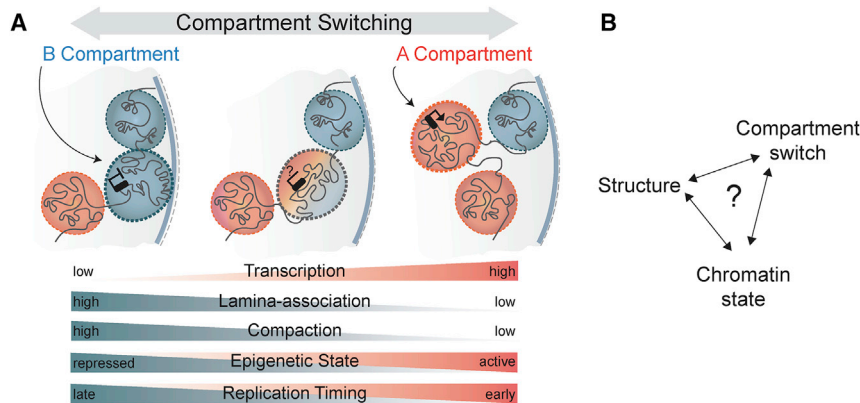 A
Compartment Switching
B Compartment
A Compartment
?
low Transcription high
high Lamina-association low
high Compaction low
repressed Epigenetic State active
late Replication Timing early
B
Compartment
switch
Structure
?
Chromatin
state